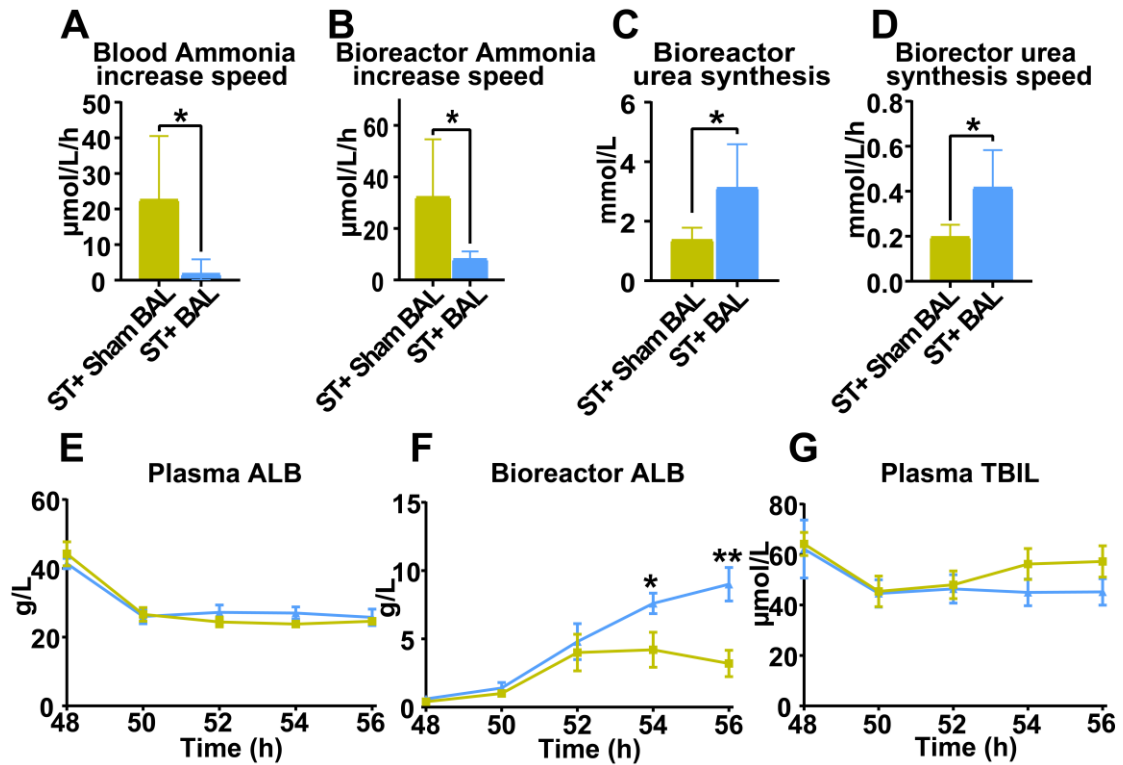 A
Blood Ammonia
increase speed
µmol/L/h
50
40
30
20
10
0
*
ST+ Sham BAL
ST+ BAL
B
Bioreactor Ammonia
increase speed
µmol/L/h
60
40
20
0
*
ST+ Sham BAL
ST+ BAL
C
Bioreactor
urea synthesis
mmol/L
6
4
2
0
*
ST+ Sham BAL
ST+ BAL
D
Biorector urea
synthesis speed
mmol/L/h
0.8
0.6
0.4
0.2
0.0
*
ST+ Sham BAL
ST+ BAL
E
Plasma ALB
g/L
60
40
20
0
48 50 52 54 56
Time (h)
F
Bioreactor ALB
g/L
15
10
5
0
* **
48 50 52 54 56
Time (h)
G
Plasma TBIL
µmol/L
80
60
40
20
0
48 50 52 54 56
Time (h)